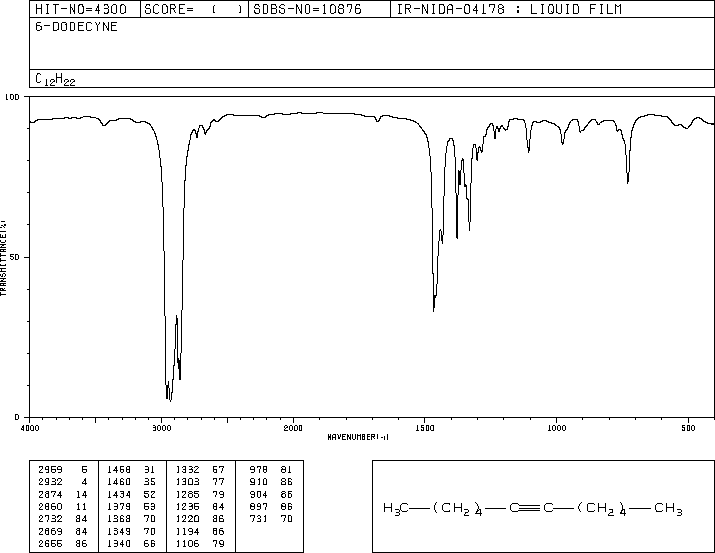 HIT-NO=4300 SCORE= ( ) SDBS-NO=10876 IR-NIDA-04178 : LIQUID FILM
6-DODECYNE
C12H22
100
50
0
TRANSMITTANCE(%)
4000 3000 2000 1500 1000 500
WAVENUMBER(-1)
2959 6 1468 31 1332 57 978 81
2932 4 1460 35 1303 77 910 86
2874 14 1434 52 1285 79 904 86
2860 11 1379 53 1236 84 897 86
2732 84 1368 70 1220 86 731 70
2669 84 1349 70 1194 86
2655 86 1340 66 1106 79
H3C—(CH2)4—C≡C—(CH2)4—CH3